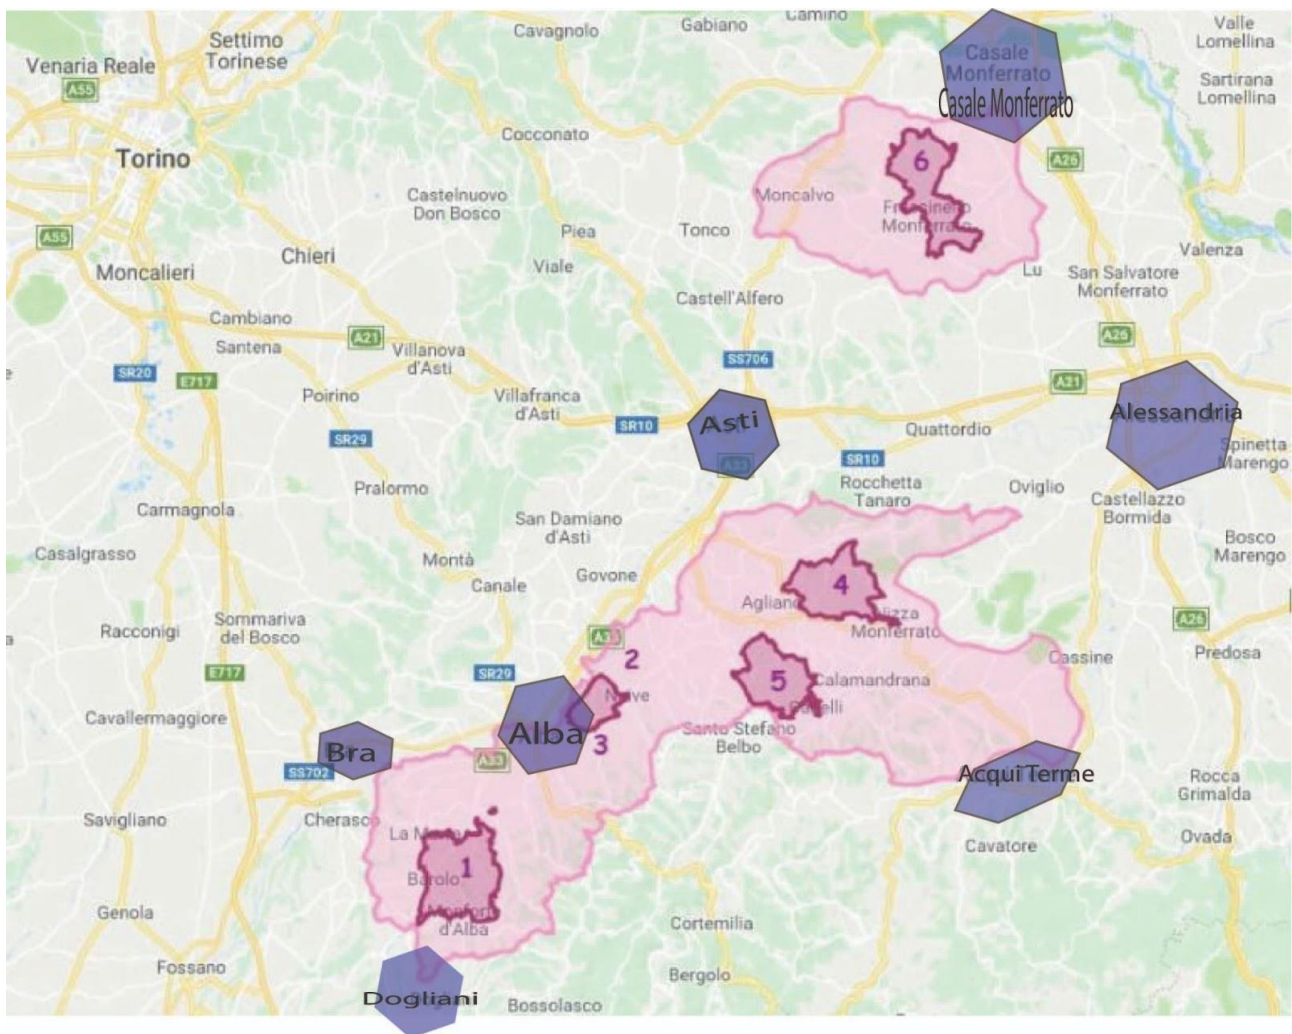 Camino
Cavagnolo
Gabiano
Valle
Lomellina
Settimo
Torinese
Casale
Monferrato
Venaria Reale
A55
Sartirana
Lomellina
Casale Monferrato
Cocconato
Torino
A26
6
Castelnuovo
Don Bosco
Moncalvo
Monferrato
A55
Piea
Tonco
Chieri
Valenza
Moncalieri
Viale
Lu
San Salvatore
Monferrato
Castell'Alfero
Cambiano
Santena
A21
A26
Villanova
d'Asti
SS706
SR20
E717
A21
Poirino
Villafranca
d'Asti
Alessandria
SR10
Asti
Quattordio
SR29
Spinetta
Marengo
A33
SR10
Pralormo
Rocchetta
Tanaro
Oviglio
Castellazzo
Bormida
Carmagnola
San Damiano
d'Asti
Bosco
Marengo
Casalgrasso
Montà
Govone
Canale
4
Agliano
Nizza
Monferrato
Sommariva
del Bosco
Racconigi
A26
A33
2
Predosa
Cassine
E717
SR29
5
Calamandrana
Neive
Cavallermaggiore
Santo Stefano
Belbo
Alba
3
Bra
A33
SS702
Acqui Terme
Rocca
Grimalda
Savigliano
Cherasco
La Morra
Ovada
Cavatore
1
Barolo
Genola
Monforte
d'Alba
Cortemilia
Fossano
Bergolo
Dogliani
Bossolasco